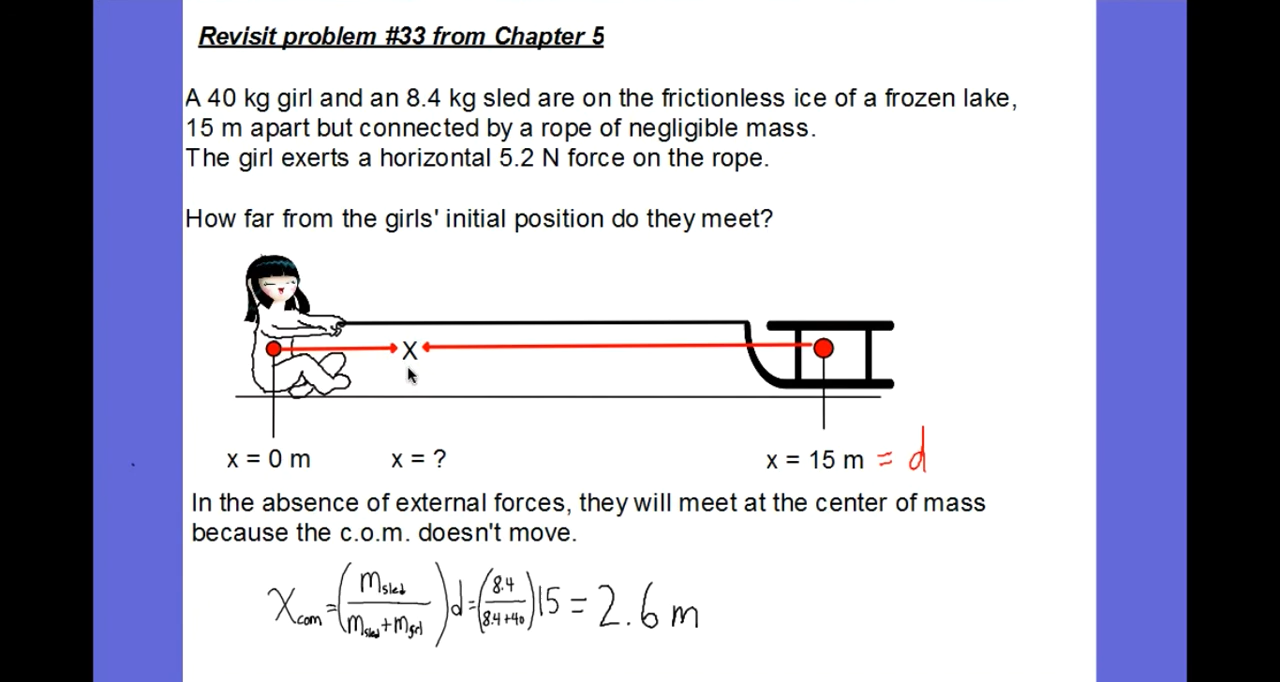 Revisit problem #33 from Chapter 5
A 40 kg girl and an 8.4 kg sled are on the frictionless ice of a frozen lake,
15 m apart but connected by a rope of negligible mass.
The girl exerts a horizontal 5.2 N force on the rope.
How far from the girls' initial position do they meet?
X
x = 0 m x = ? x = 15 m = d
In the absence of external forces, they will meet at the center of mass
because the c.o.m. doesn't move.
Xcom = (msled / msled + mgirl) d = (8.4 / 8.4+40) 15 = 2.6 m